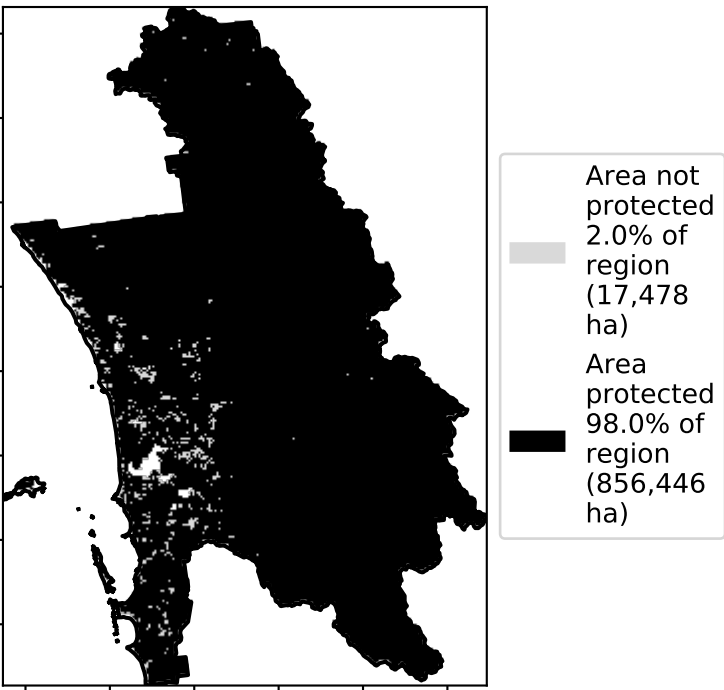 Area not
protected
2.0% of
region
(17,478
ha)
Area
protected
98.0% of
region
(856,446
ha)